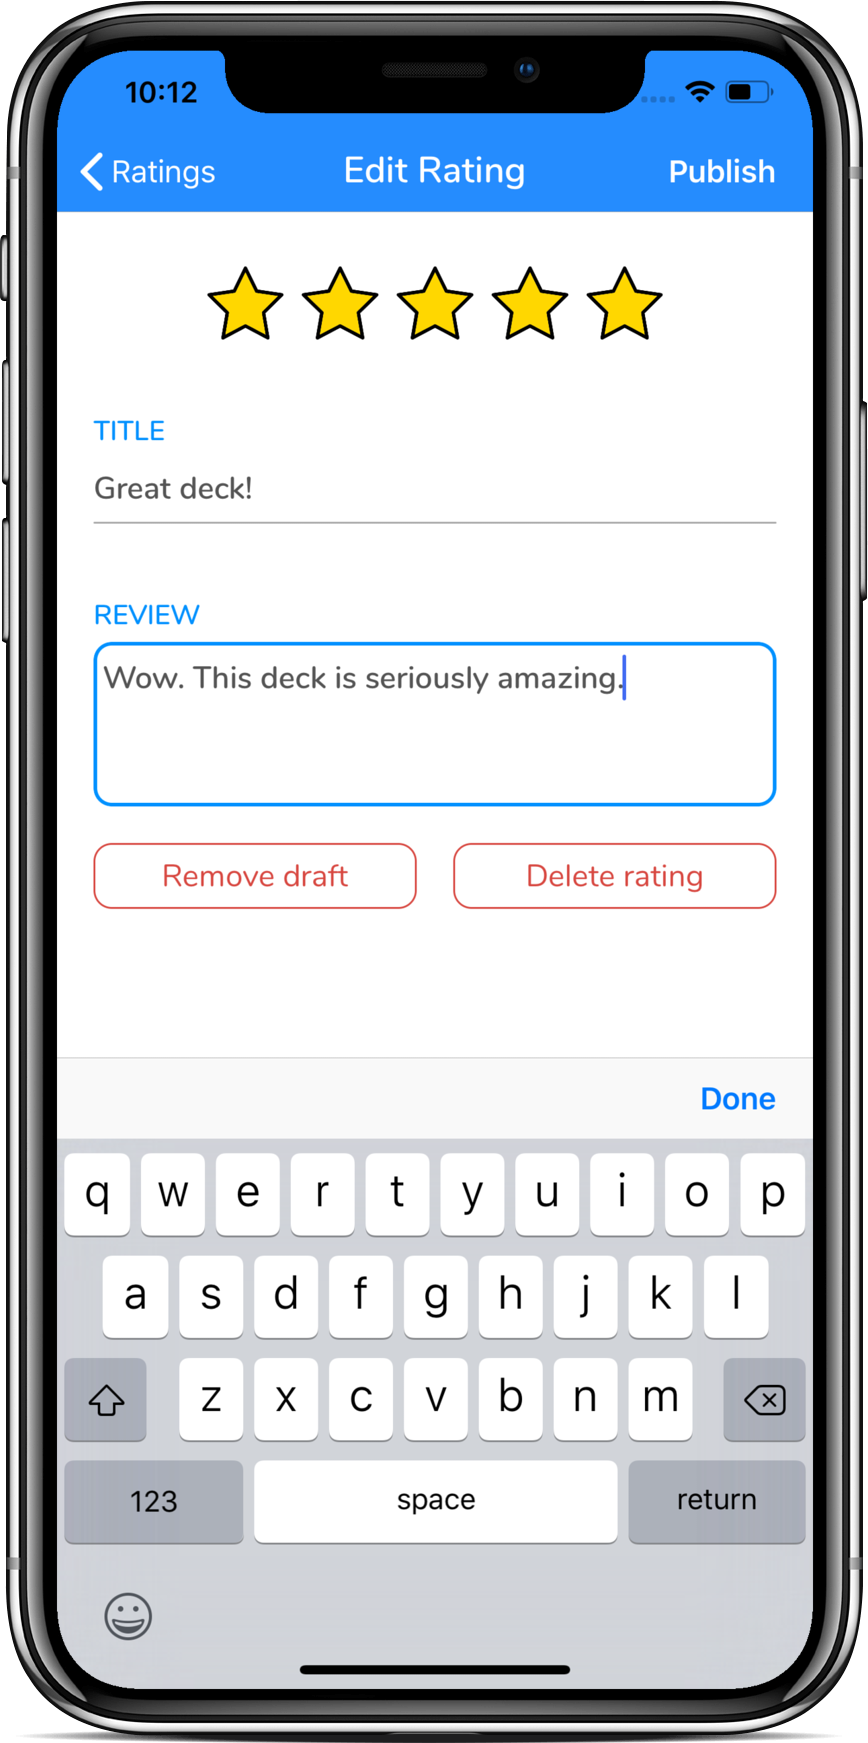 10:12
Ratings Edit Rating Publish
TITLE
Great deck!
REVIEW
Wow. This deck is seriously amazing.
Remove draft Delete rating
Done
q w e r t y u i o p
a s d f g h j k l
z x c v b n m
123 space return